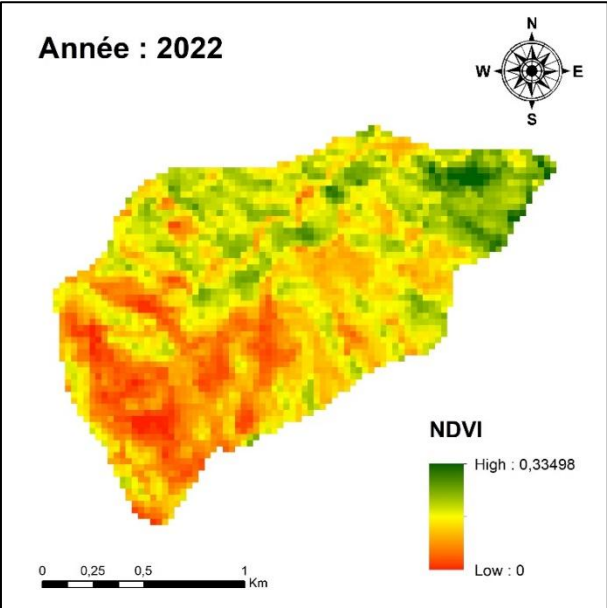 Année : 2022
N
W E
S
NDVI
High : 0,33498
Low : 0
0 0,25 0,5 1
Km